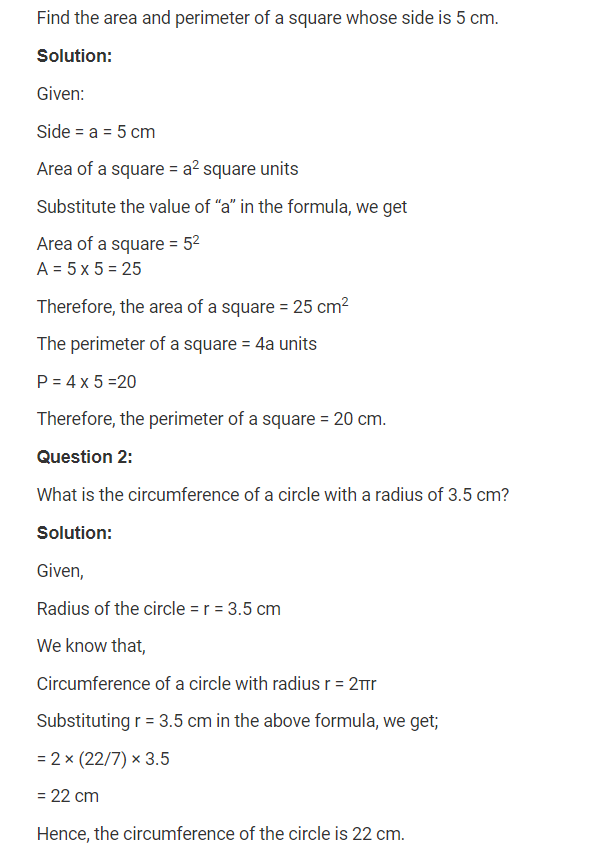 Find the area and perimeter of a square whose side is 5 cm.
Solution:
Given:
Side = a = 5 cm
Area of a square = a² square units
Substitute the value of “a” in the formula, we get
Area of a square = 5²
A = 5 x 5 = 25
Therefore, the area of a square = 25 cm²
The perimeter of a square = 4a units
P = 4 x 5 =20
Therefore, the perimeter of a square = 20 cm.
Question 2:
What is the circumference of a circle with a radius of 3.5 cm?
Solution:
Given,
Radius of the circle = r = 3.5 cm
We know that,
Circumference of a circle with radius r = 2πr
Substituting r = 3.5 cm in the above formula, we get;
= 2 × (22/7) × 3.5
= 22 cm
Hence, the circumference of the circle is 22 cm.